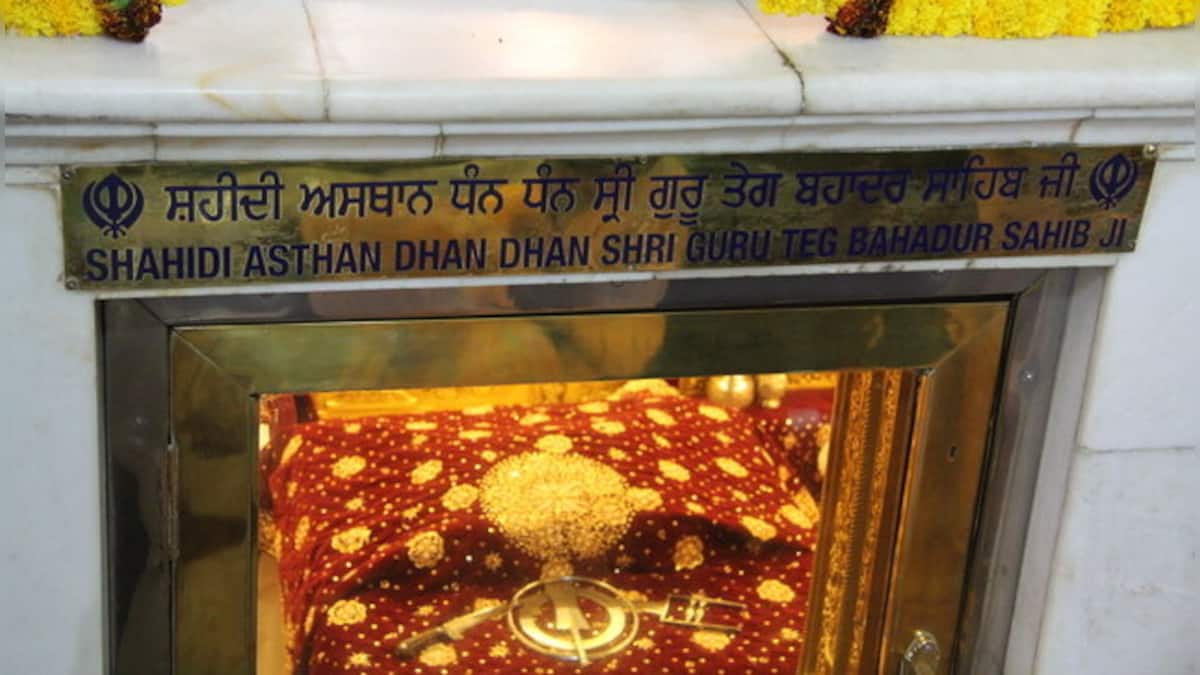 ਸ਼ਹੀਦੀ ਅਸਥਾਨ ਧੰਨ ਧੰਨ ਸ੍ਰੀ ਗੁਰੂ ਤੇਗ ਬਹਾਦਰ ਸਾਹਿਬ ਜੀ
SHAHIDI ASTHAN DHAN DHAN SHRI GURU TEG BAHADUR SAHIB JI